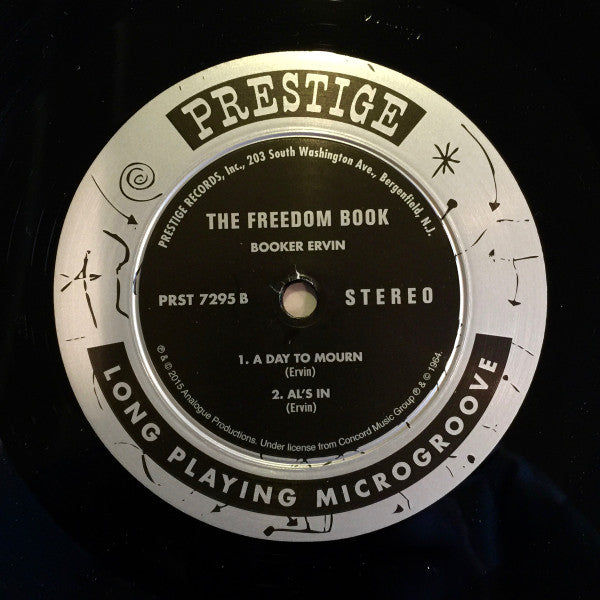 PRESTIGE
PRESTIGE RECORDS, Inc., 203 South Washington Ave., Bergenfield, N.J.
THE FREEDOM BOOK
BOOKER ERVIN
PRST 7295 B
STEREO
1. A DAY TO MOURN
(Ervin)
2. AL'S IN
(Ervin)
℗ & © 2015 Analogue Productions. Under license from Concord Music Group ℗ & © 1964.
LONG PLAYING MICROGROOVE